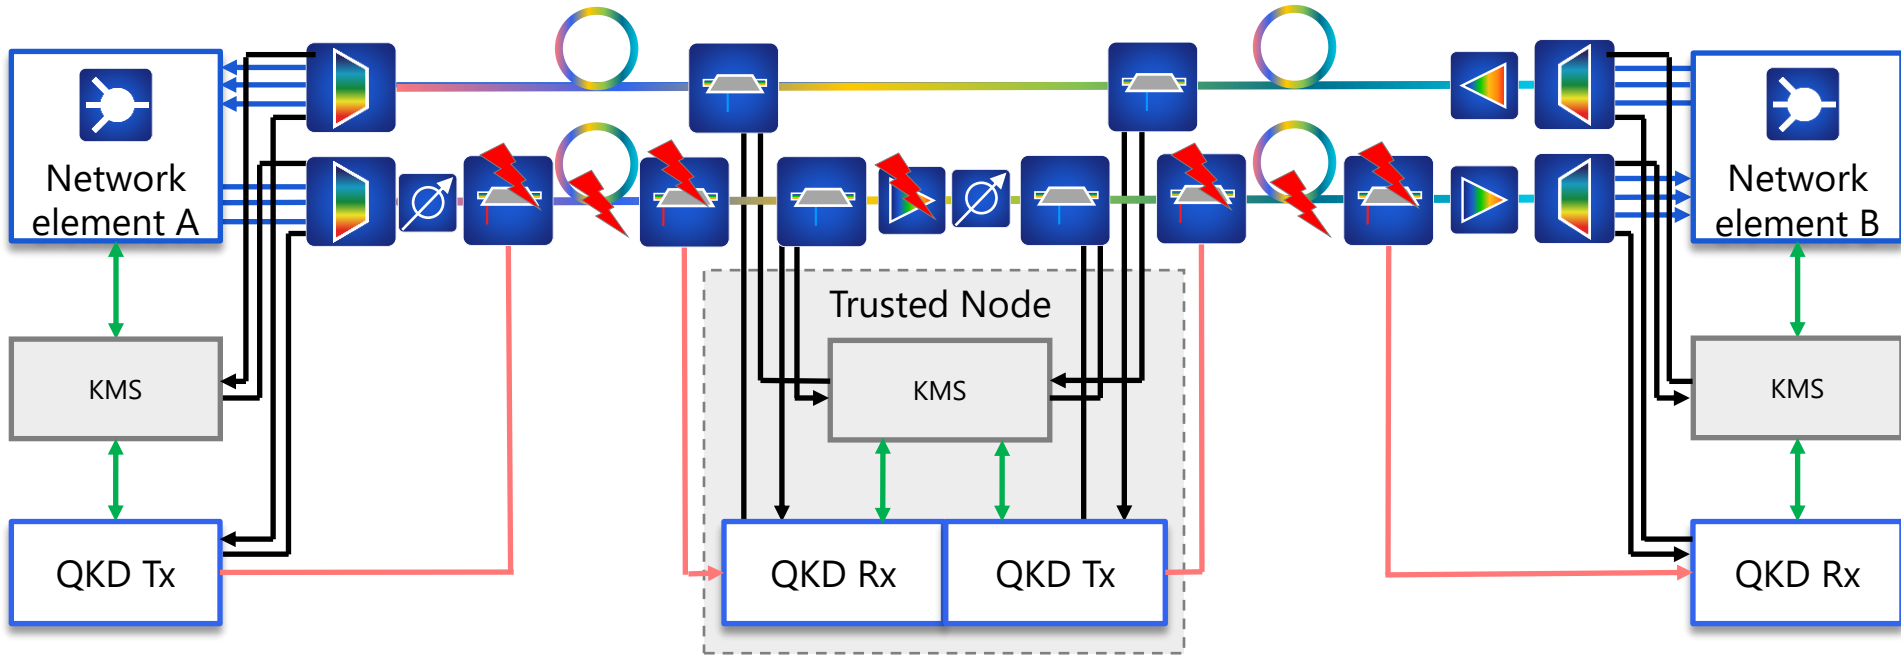 Network
element A
Network
element B
Trusted Node
KMS
KMS
KMS
QKD Tx
QKD Rx
QKD Tx
QKD Rx